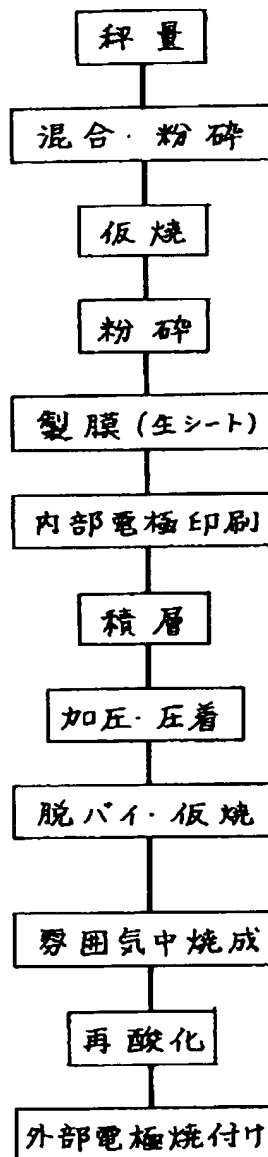 秤量
混合·粉砕
仮焼
粉砕
製膜(生シート)
内部電極印刷
積層
加圧·圧着
脱バイ·仮焼
雰囲気中焼成
再酸化
外部電極焼付け